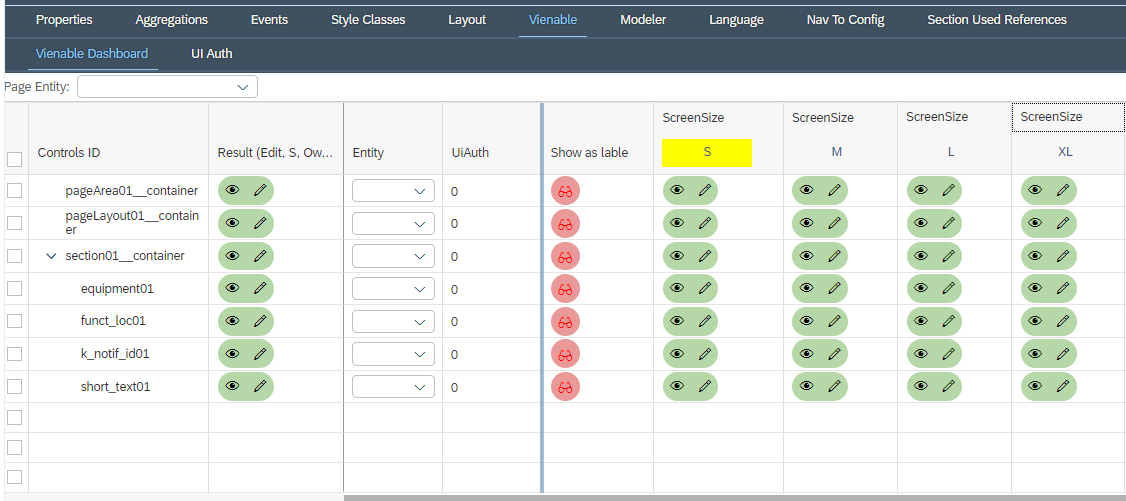 Properties Aggregations Events Style Classes Layout Vienable Modeler Language Nav To Config Section Used References
Vienable Dashboard UI Auth
Page Entity:
ScreenSize ScreenSize ScreenSize ScreenSize
Controls ID Result (Edit, S, Ow... Entity UiAuth Show as lable S M L XL
pageArea01__container 0
pageLayout01__contain
er 0
section01__container 0
equipment01 0
funct_loc01 0
k_notif_id01 0
short_text01 0